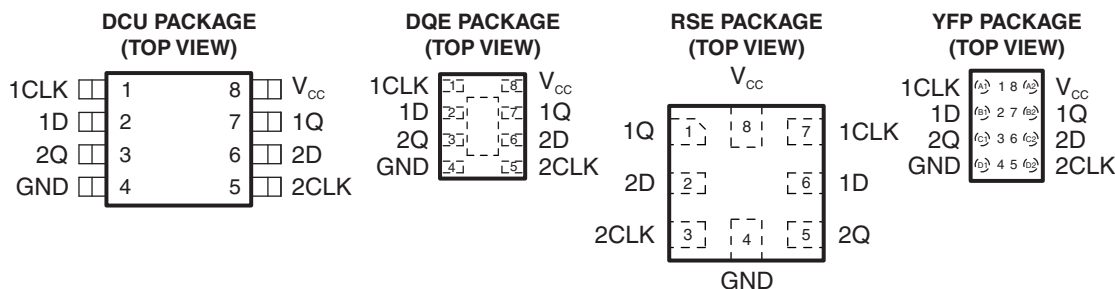 DCU PACKAGE
(TOP VIEW)
1CLK 1 8 VCC
1D 2 7 1Q
2Q 3 6 2D
GND 4 5 2CLK
DQE PACKAGE
(TOP VIEW)
1CLK 1 8 VCC
1D 2 7 1Q
2Q 3 6 2D
GND 4 5 2CLK
RSE PACKAGE
(TOP VIEW)
VCC
1Q 1 8 7 1CLK
2D 2 6 1D
2CLK 3 4 5 2Q
GND
YFP PACKAGE
(TOP VIEW)
1CLK A1 1 8 A2 VCC
1D B1 2 7 B2 1Q
2Q C1 3 6 C2 2D
GND D1 4 5 D2 2CLK